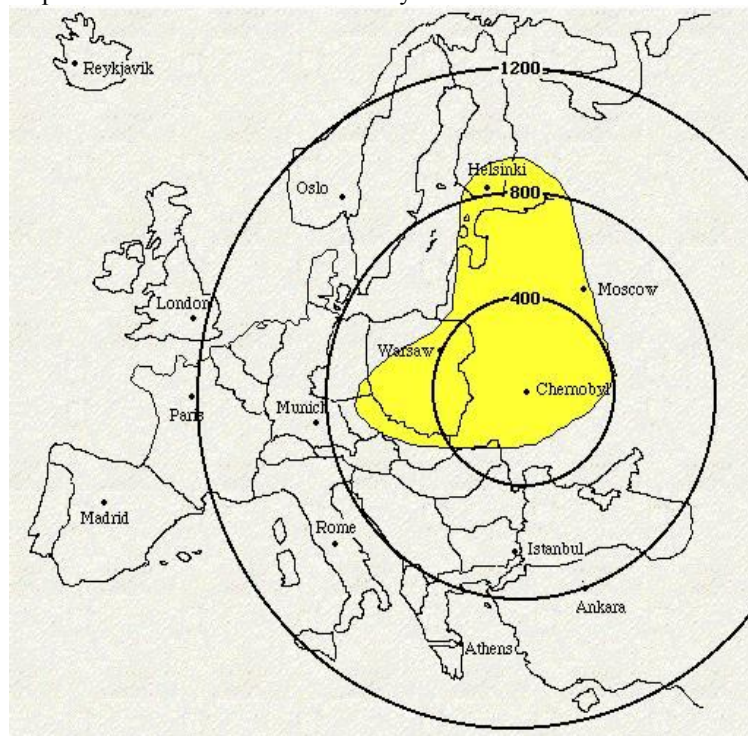 1200
Reykjavik
Helsinki
Oslo
800
Moscow
London
400
Warsaw
Chernobyl
Paris
Munich
Madrid
Rome
Istanbul
Ankara
Athens